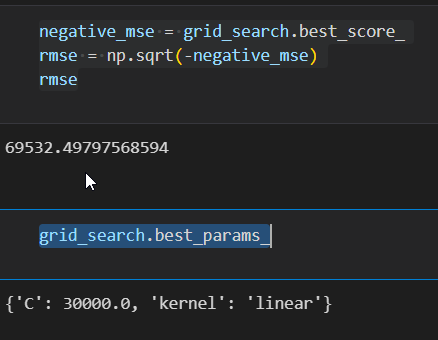 negative_mse = grid_search.best_score_
rmse = np.sqrt(-negative_mse)
rmse
69532.49797568594
grid_search.best_params_
{'C': 30000.0, 'kernel': 'linear'}